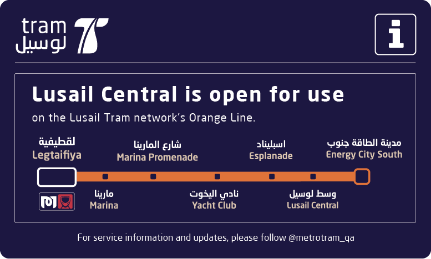 tram
لوسيل
Lusail Central is open for use
on the Lusail Tram network's Orange Line.
لقطيفية
Legtaifiya
شارع المارينا
Marina Promenade
اسبلیناد
Esplanade
مدينة الطاقة جنوب
Energy City South
مارينا
Marina
نادي اليخوت
Yacht Club
وسط لوسيل
Lusail Central
For service information and updates, please follow @metrotram_qa